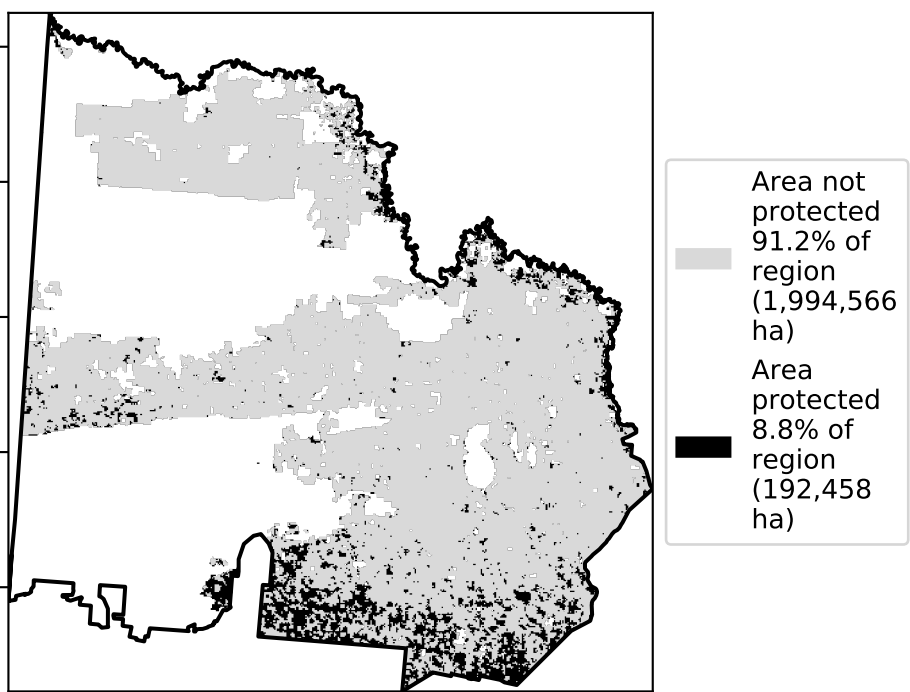 Area not
protected
91.2% of
region
(1,994,566
ha)
Area
protected
8.8% of
region
(192,458
ha)